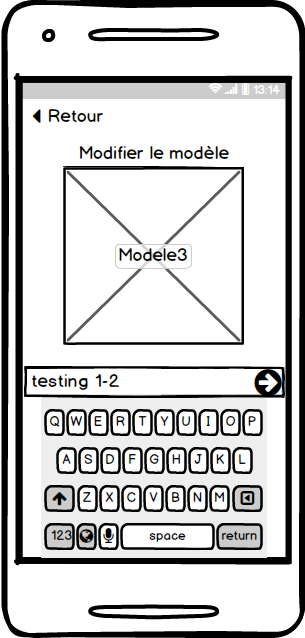 13:14
Retour
Modifier le modèle
Modele3
testing 1-2
Q W E R T Y U I O P
A S D F G H J K L
Z X C V B N M
123 space return